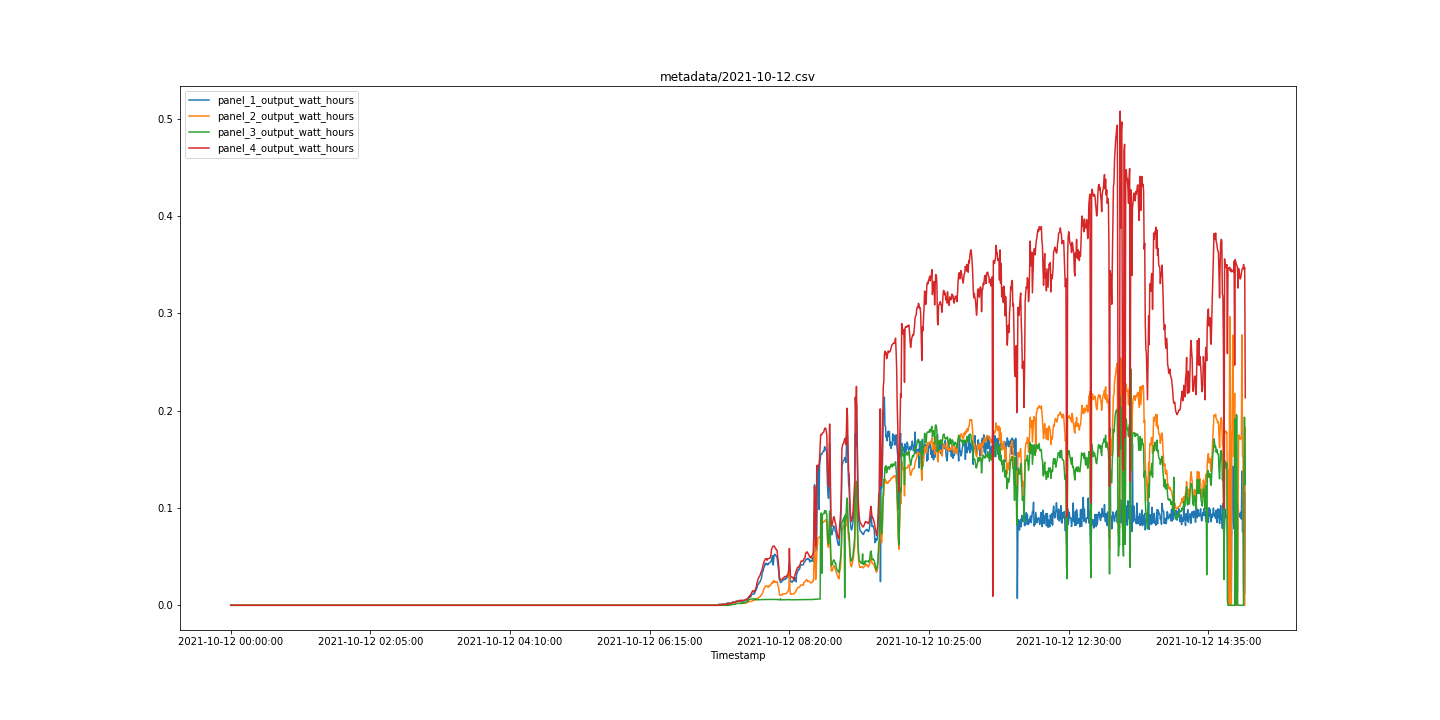 metadata/2021-10-12.csv
panel_1_output_watt_hours
panel_2_output_watt_hours
panel_3_output_watt_hours
panel_4_output_watt_hours
0.5
0.4
0.3
0.2
0.1
0.0
2021-10-12 00:00:00 2021-10-12 02:05:00 2021-10-12 04:10:00 2021-10-12 06:15:00 2021-10-12 08:20:00 2021-10-12 10:25:00 2021-10-12 12:30:00 2021-10-12 14:35:00
Timestamp